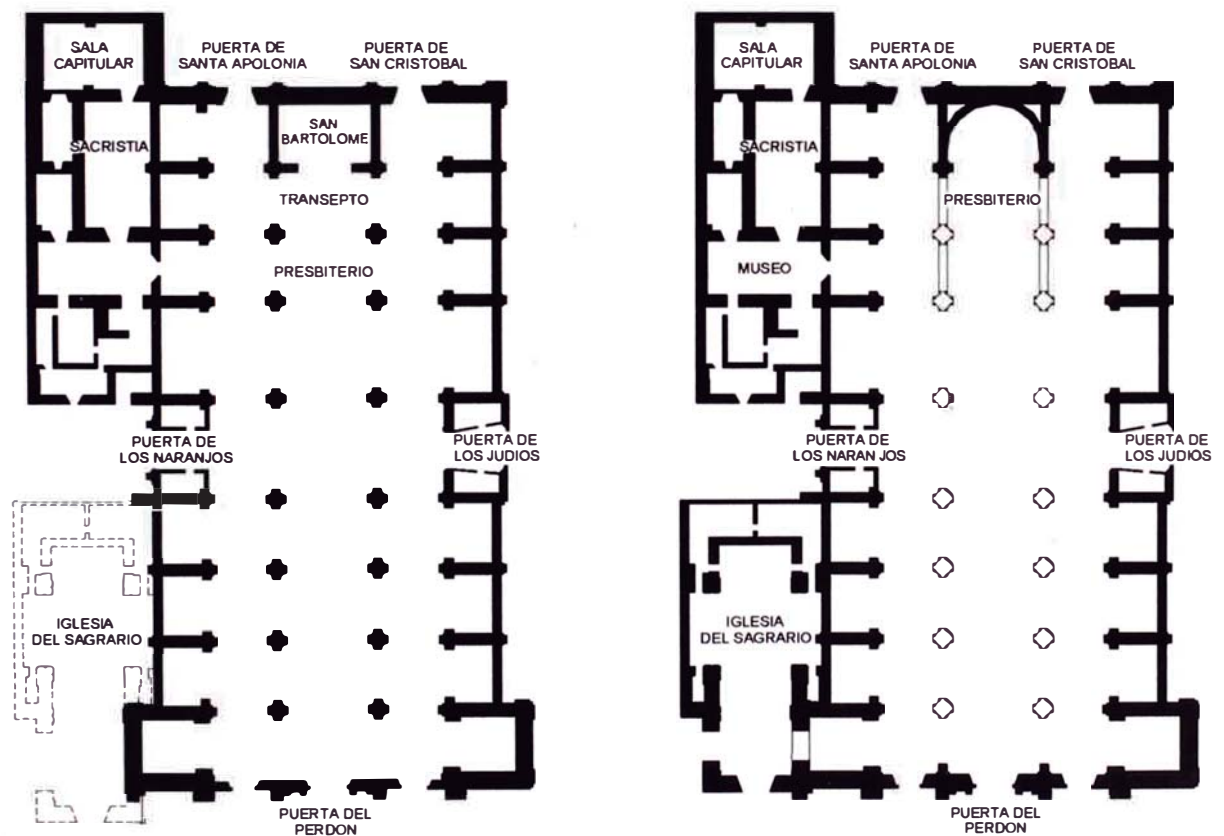 SALA
CAPITULAR
PUERTA DE
SANTA APOLONIA
PUERTA DE
SAN CRISTOBAL
SAN
BARTOLOME
SACRISTIA
TRANSEPTO
PRESBITERIO
PUERTA DE
LOS NARANJOS
PUERTA DE
LOS JUDIOS
IGLESIA
DEL SAGRARIO
PUERTA DEL
PERDON
SALA
CAPITULAR
PUERTA DE
SANTA APOLONIA
PUERTA DE
SAN CRISTOBAL
SACRISTIA
PRESBITERIO
MUSEO
PUERTA DE
LOS NARANJOS
PUERTA DE
LOS JUDIOS
IGLESIA
DEL SAGRARIO
PUERTA DEL
PERDON